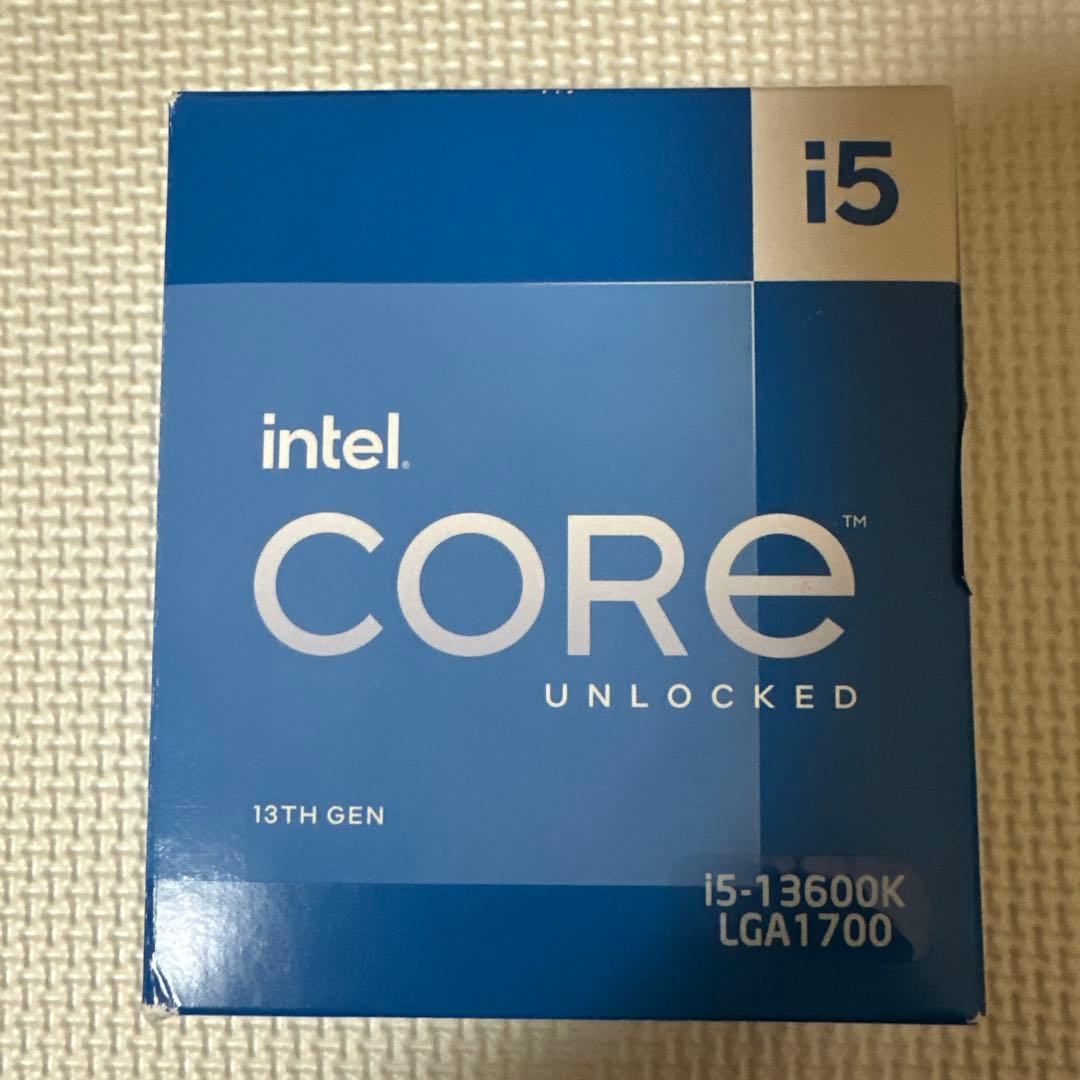 i5
intel.
CORe™
UNLOCKED
13TH GEN
i5-13600K
LGA1700